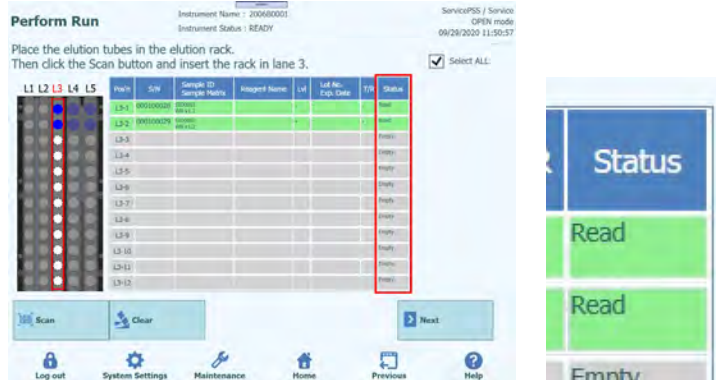 Perform Run
Instrument Name : 200680001
Instrument Status : READY
ServicePSS / Service
OPEN mode
09/29/2020 11:50:57
Place the elution tubes in the elution rack.
Then click the Scan button and insert the rack in lane 3.
Select ALL
L1 L2 L3 L4 L5
Pos'n S/N Sample ID Sample Matrix Reagent Name Lvl Lot No. Exp. Date T/R Status
L3-1 000100028 Read
L3-2 000100029 Read
L3-3 Empty
L3-4 Empty
L3-5 Empty
L3-6 Empty
L3-7 Empty
L3-8 Empty
L3-9 Empty
L3-10 Empty
L3-11 Empty
L3-12 Empty
Scan
Clear
Next
Log out
System Settings
Maintenance
Home
Previous
Help
Status
Read
Read
Empty